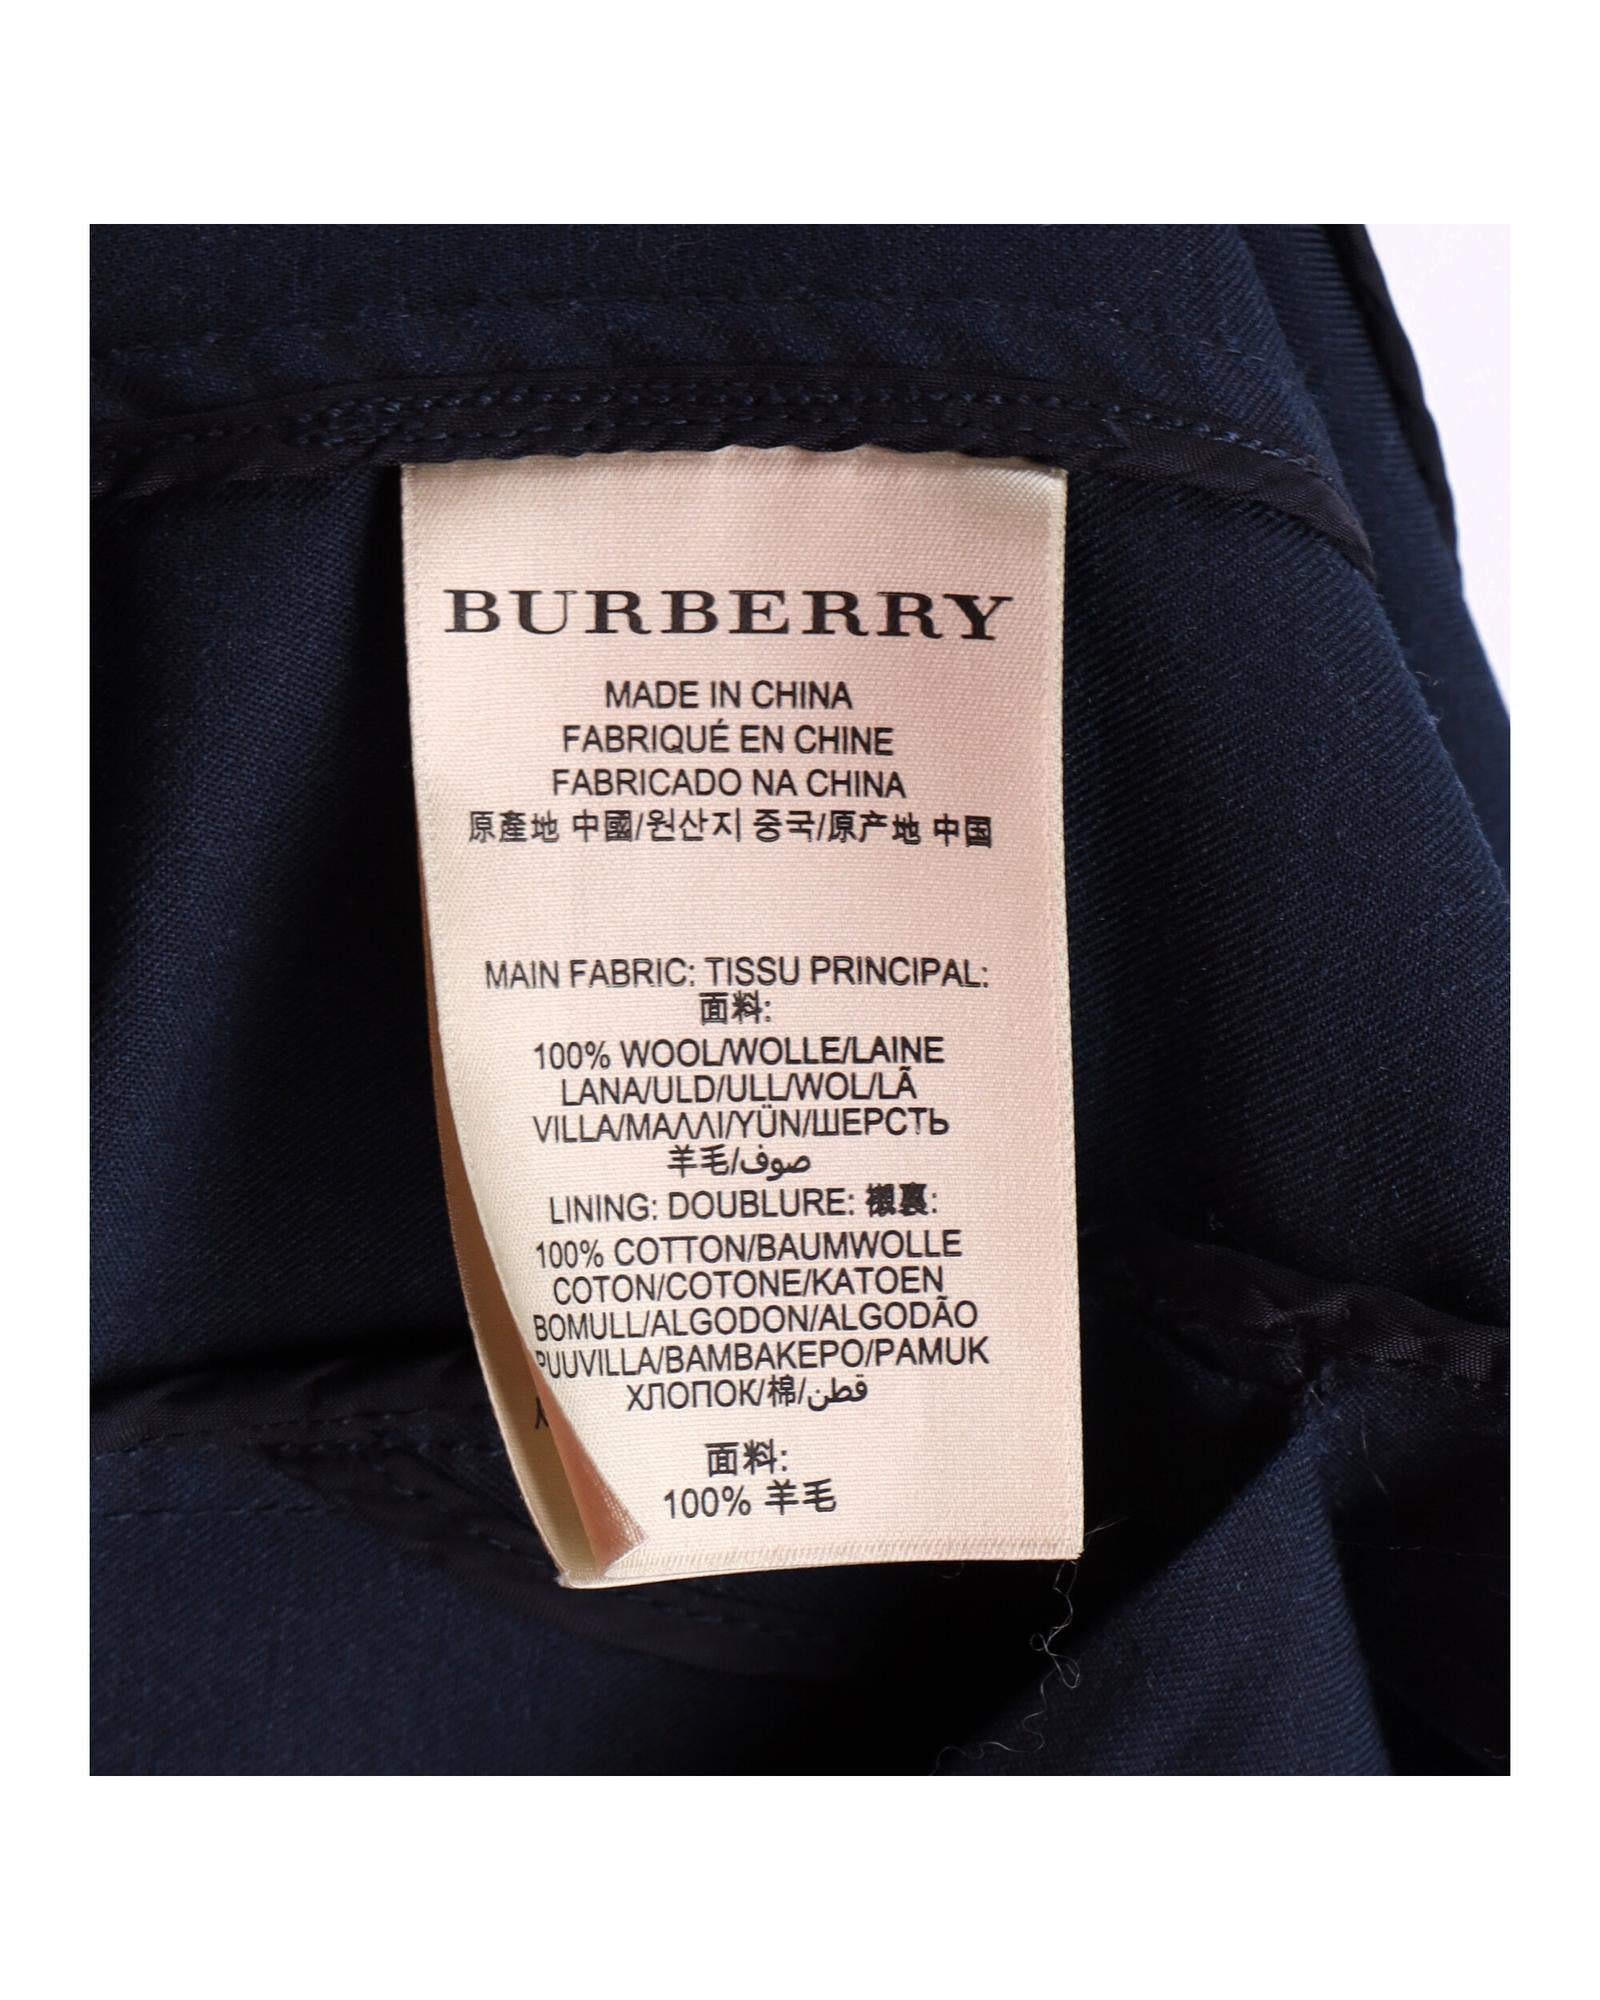 BURBERRY
MADE IN CHINA
FABRIQUÉ EN CHINE
FABRICADO NA CHINA
原產地 中國/원산지 중국/原产地 中国
MAIN FABRIC: TISSU PRINCIPAL:
面料:
100% WOOL/WOLLE/LAINE
LANA/ULD/ULL/WOL/LÃ
VILLA/ΜΑΛΛΙ/YÜN/ШЕРСТЬ
羊毛/صوف
LINING: DOUBLURE: 襯裏:
100% COTTON/BAUMWOLLE
COTON/COTONE/KATOEN
BOMULL/ALGODON/ALGODÃO
PUUVILLA/ΒΑΜΒΑΚΕΡΟ/PAMUK
ХЛОПОК/棉/قطن
面料:
100% 羊毛